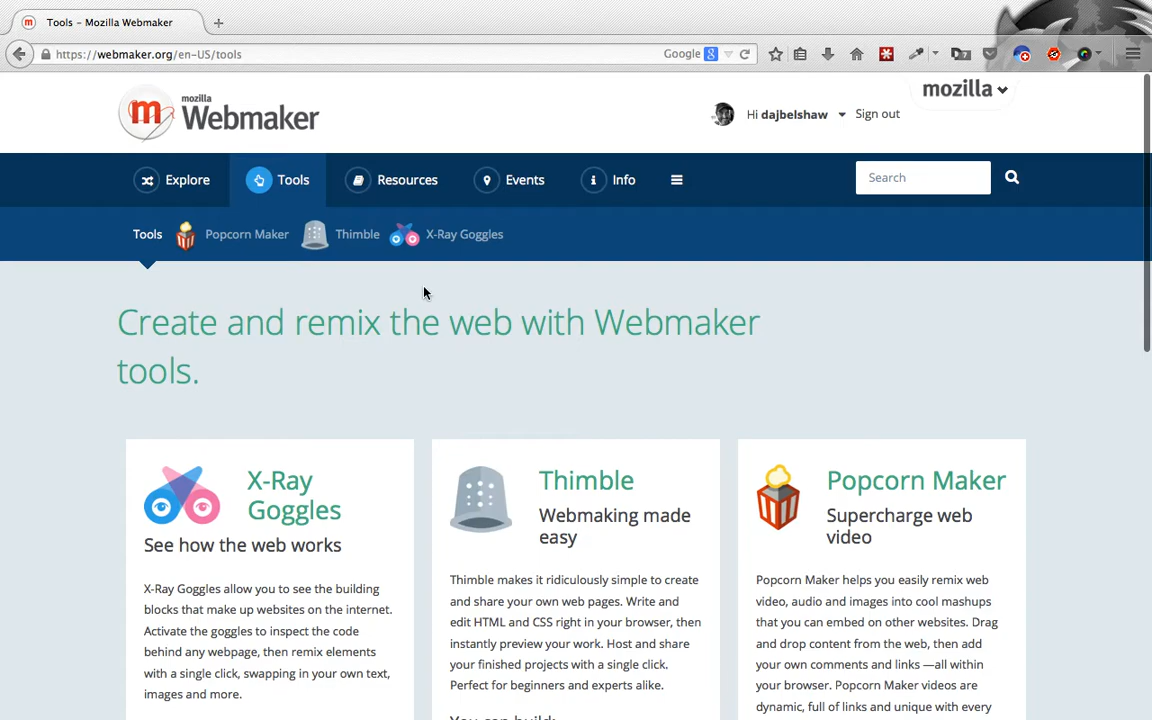 Tools – Mozilla Webmaker
https://webmaker.org/en-US/tools
Google
mozilla
Webmaker
Hi dajbelshaw
Sign out
mozilla
Explore
Tools
Resources
Events
Info
Search
Tools
Popcorn Maker
Thimble
X-Ray Goggles
Create and remix the web with Webmaker
tools.
X-Ray
Goggles
See how the web works
X-Ray Goggles allow you to see the building
blocks that make up websites on the internet.
Activate the goggles to inspect the code
behind any webpage, then remix elements
with a single click, swapping in your own text,
images and more.
Thimble
Webmaking made
easy
Thimble makes it ridiculously simple to create
and share your own web pages. Write and
edit HTML and CSS right in your browser, then
instantly preview your work. Host and share
your finished projects with a single click.
Perfect for beginners and experts alike.
You can build:
Popcorn Maker
Supercharge web
video
Popcorn Maker helps you easily remix web
video, audio and images into cool mashups
that you can embed on other websites. Drag
and drop content from the web, then add
your own comments and links —all within
your browser. Popcorn Maker videos are
dynamic, full of links and unique with every